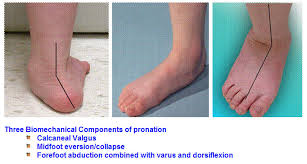 Three Biomechanical Components of pronation
Calcaneal Valgus
Midfoot eversion/collapse
Forefoot abduction combined with varus and dorsiflexion